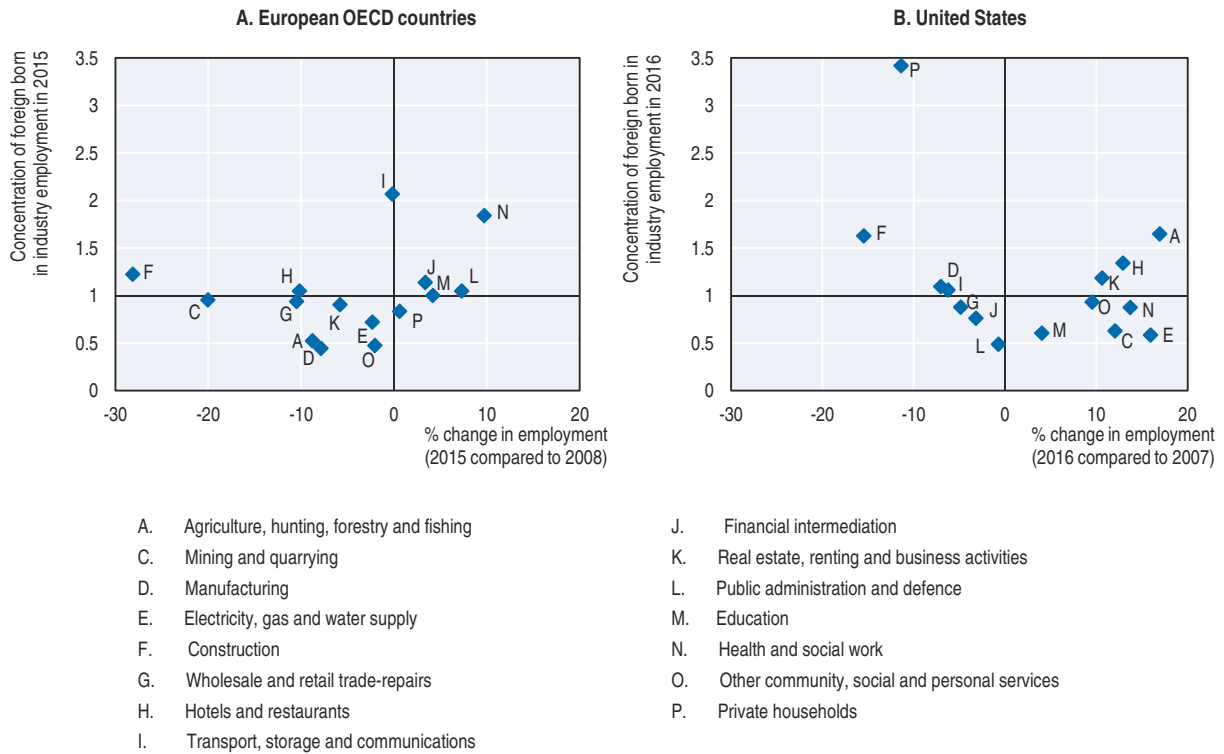 A. European OECD countries
Concentration of foreign born
in industry employment in 2015
3.5
3
2.5
2
1.5
1
0.5
0
-30
-20
-10
0
10
20
I
N
F
C
H
G
K
A
D
E
O
P
J
M
L
% change in employment
(2015 compared to 2008)
B. United States
Concentration of foreign born in
industry employment in 2016
3.5
3
2.5
2
1.5
1
0.5
0
-30
-20
-10
0
10
20
P
F
A
D
I
G
J
L
M
K
H
O
N
C
E
% change in employment
(2016 compared to 2007)
A. Agriculture, hunting, forestry and fishing
C. Mining and quarrying
D. Manufacturing
E. Electricity, gas and water supply
F. Construction
G. Wholesale and retail trade-repairs
H. Hotels and restaurants
I. Transport, storage and communications
J. Financial intermediation
K. Real estate, renting and business activities
L. Public administration and defence
M. Education
N. Health and social work
O. Other community, social and personal services
P. Private households